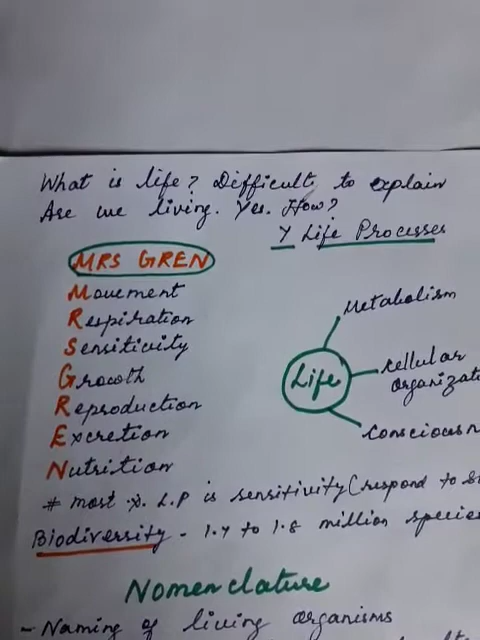 What is life? Difficult to explain
Are we living. Yes. How?
7 Life Processes
MRS GREN
Movement
Respiration
Sensitivity
Growth
Reproduction
Excretion
Nutrition
Metabolism
Life
Cellular
organizat
Consciousn
# most L.P is sensitivity (respond to
Biodiversity - 1.7 to 1.8 million species
Nomenclature
- Naming of living organisms